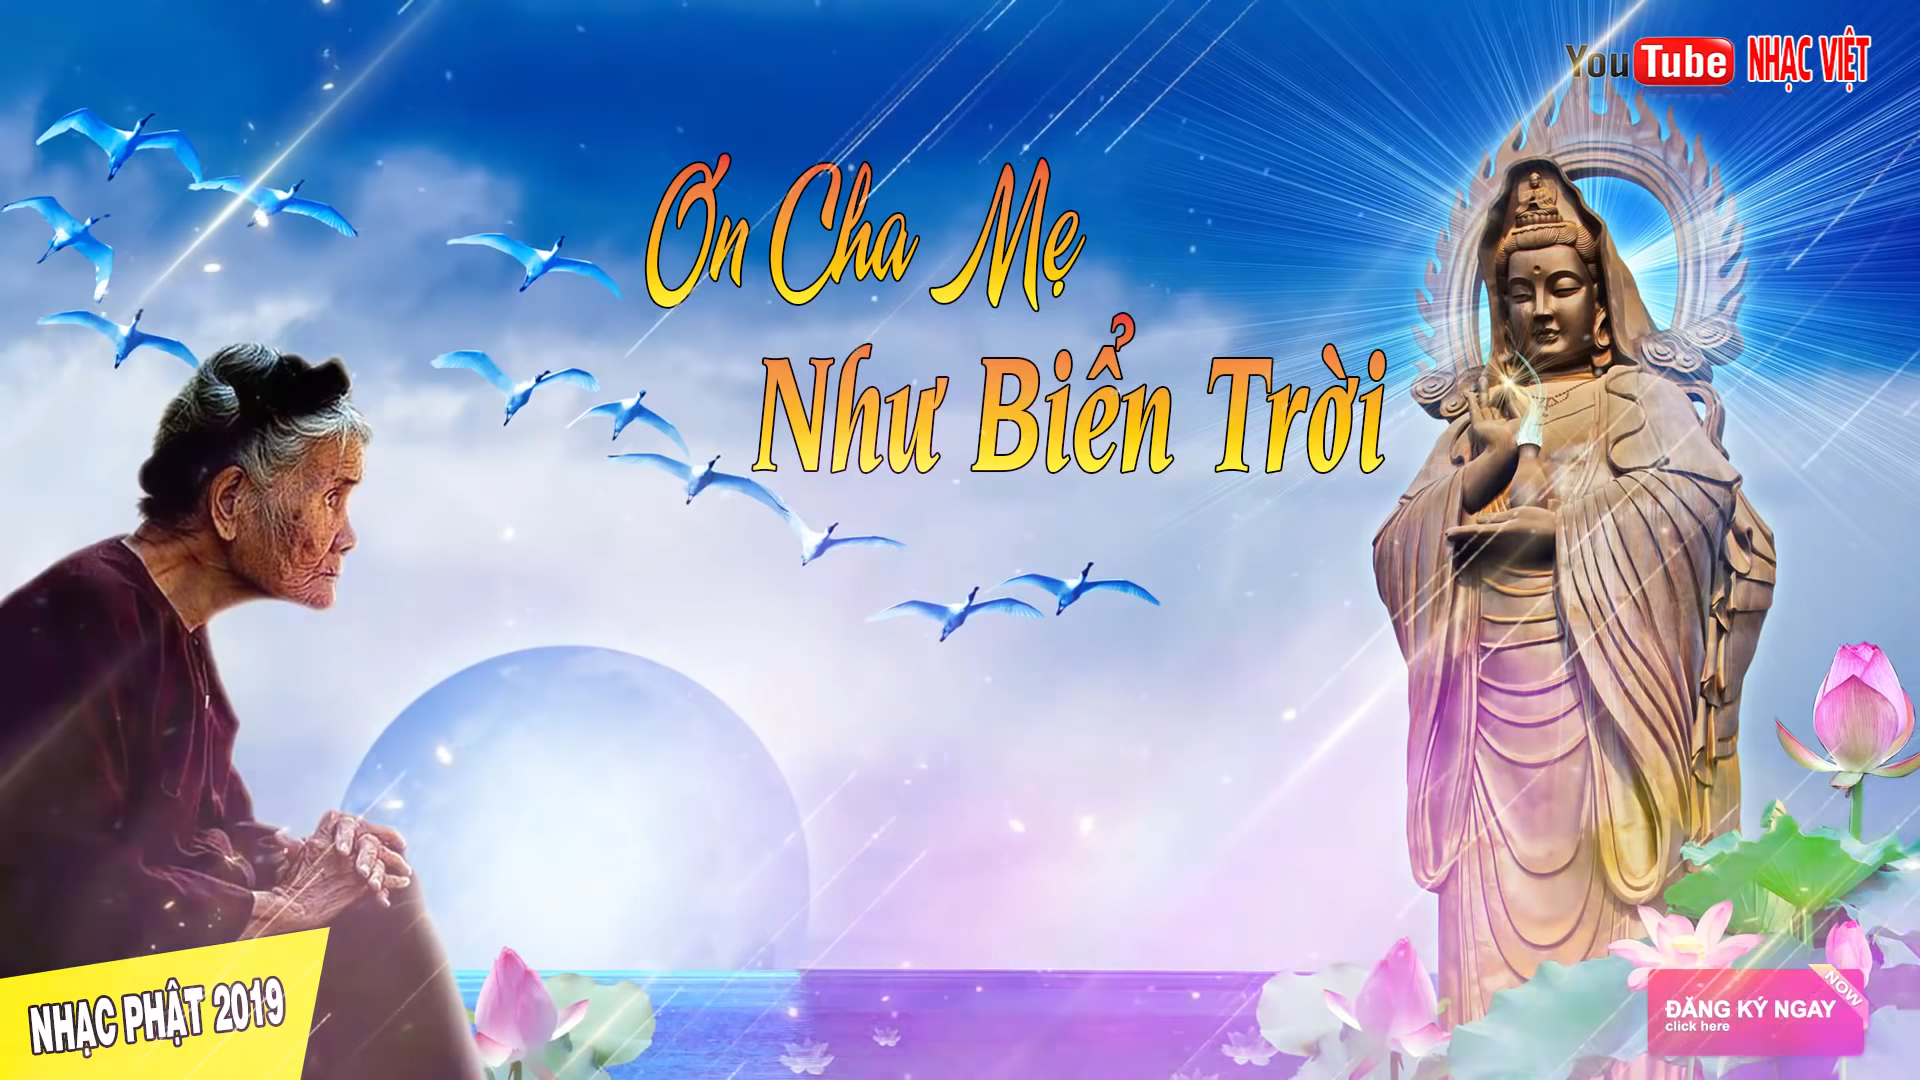 YouTube NHẠC VIỆT
Ơn Cha Mẹ
Như Biển Trời
NHẠC PHẬT 2019
NOW
ĐĂNG KÝ NGAY
click here